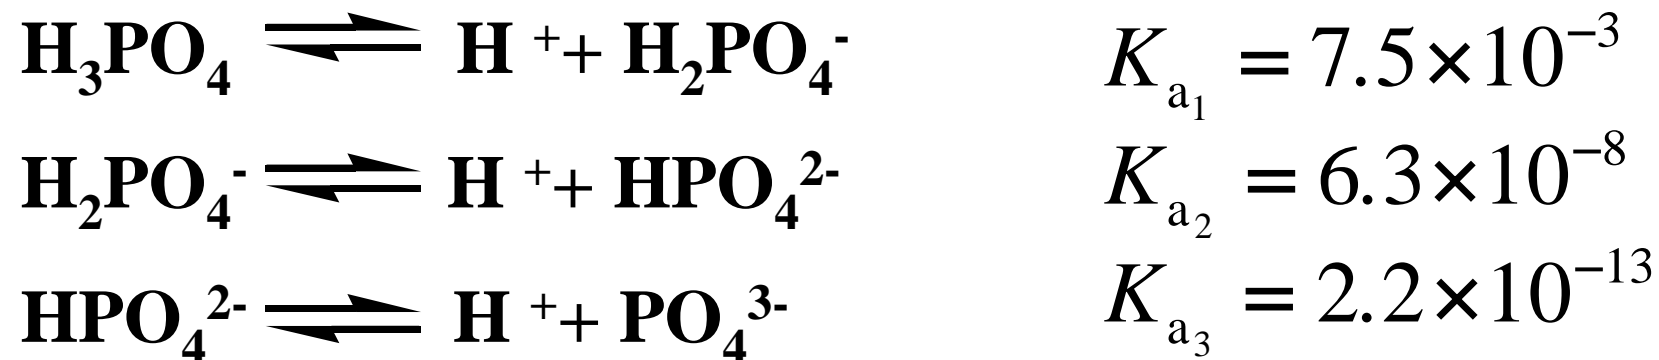 H₃PO₄ ⇌ H⁺ + H₂PO₄⁻ Kₐ₁ = 7.5×10⁻³
H₂PO₄⁻ ⇌ H⁺ + HPO₄²⁻ Kₐ₂ = 6.3×10⁻⁸
HPO₄²⁻ ⇌ H⁺ + PO₄³⁻ Kₐ₃ = 2.2×10⁻¹³